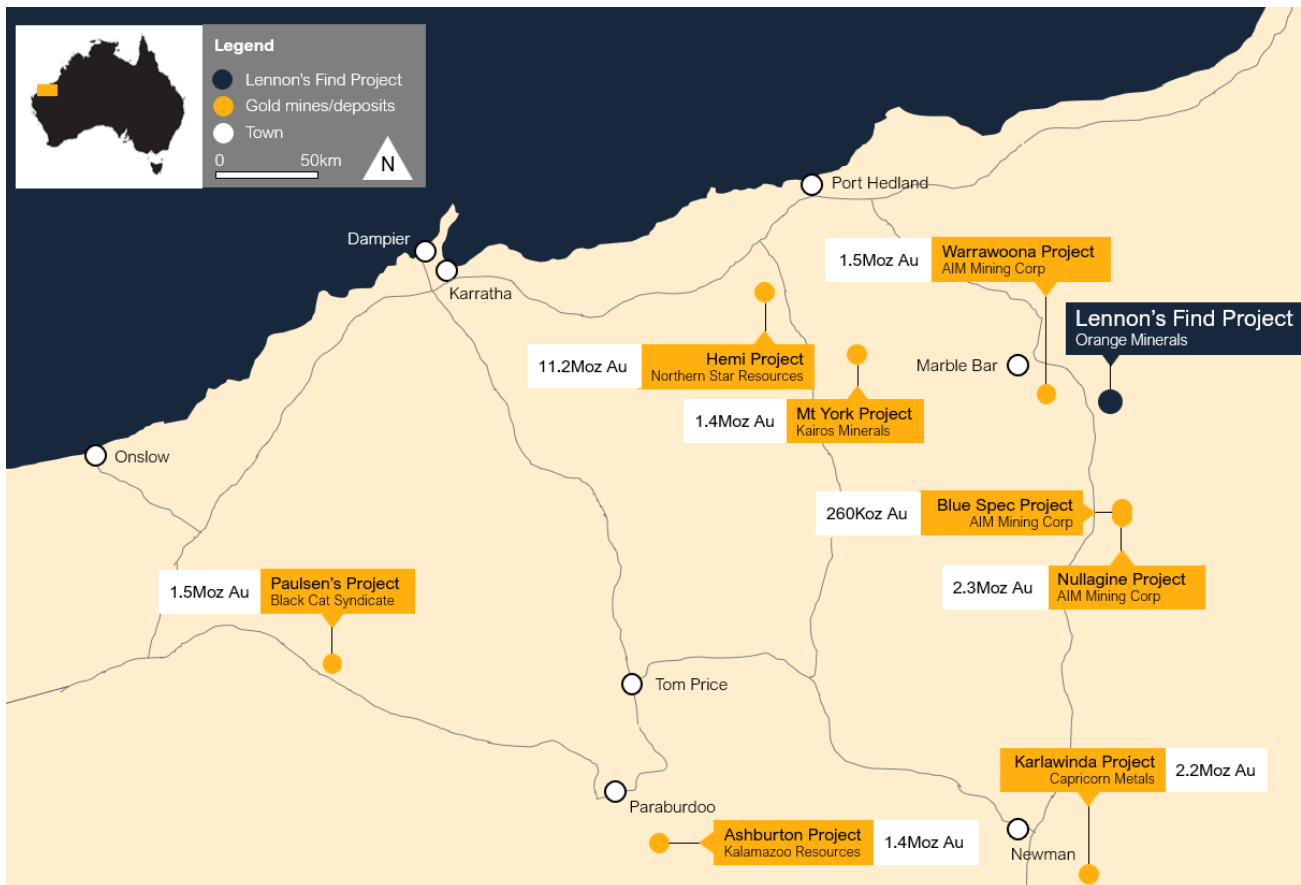 Legend
Lennon's Find Project
Gold mines/deposits
Town
0 50km
N
Port Hedland
Dampier
Karratha
1.5Moz Au
Warrawoona Project
AIM Mining Corp
Lennon's Find Project
Orange Minerals
11.2Moz Au
Hemi Project
Northern Star Resources
Marble Bar
1.4Moz Au
Mt York Project
Kairos Minerals
Onslow
260Koz Au
Blue Spec Project
AIM Mining Corp
1.5Moz Au
Paulsen's Project
Black Cat Syndicate
2.3Moz Au
Nullagine Project
AIM Mining Corp
Tom Price
Karlawinda Project
Capricorn Metals
2.2Moz Au
Paraburdoo
Ashburton Project
Kalamazoo Resources
1.4Moz Au
Newman